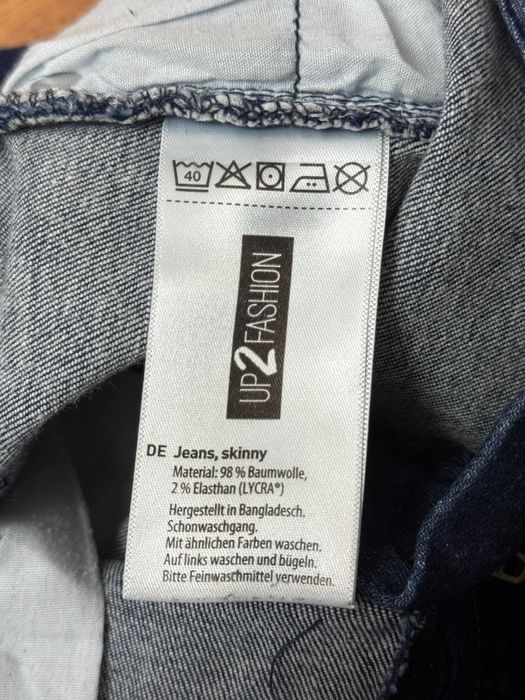 40
UP2FASHION
DE Jeans, skinny
Material: 98 % Baumwolle,
2 % Elasthan (LYCRA®)
Hergestellt in Bangladesch.
Schonwaschgang.
Mit ähnlichen Farben waschen.
Auf links waschen und bügeln.
Bitte Feinwaschmittel verwenden.